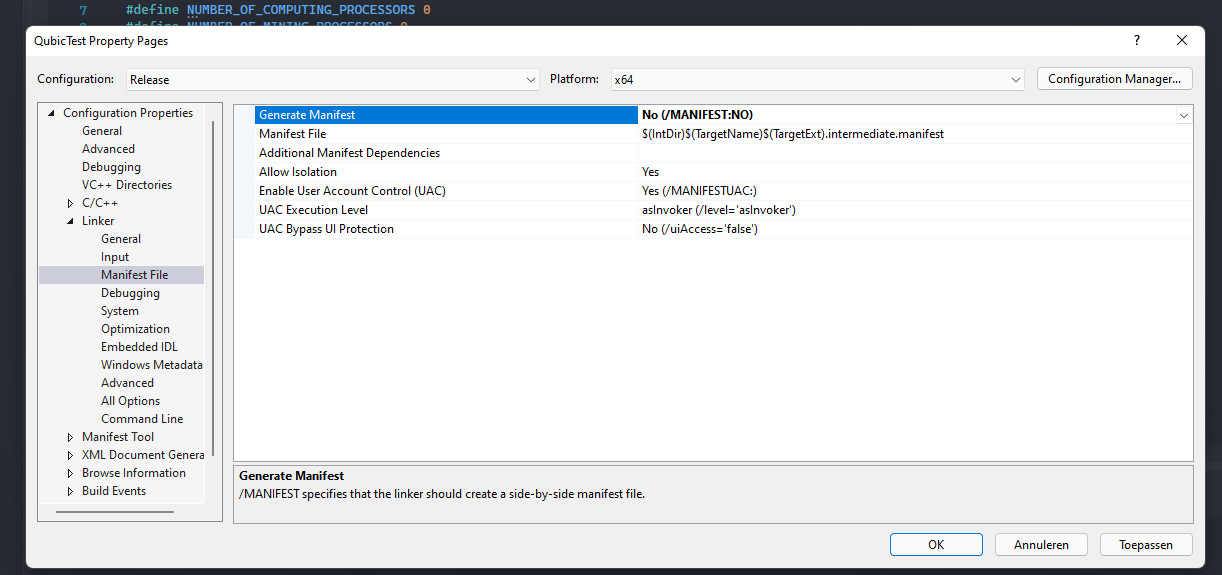 7 #define NUMBER_OF_COMPUTING_PROCESSORS 0
8 #define NUMBER_OF_MINING_PROCESSORS 0
QubicTest Property Pages ?
Configuration: Release Platform: x64 Configuration Manager...
Configuration Properties
General
Advanced
Debugging
VC++ Directories
C/C++
Linker
General
Input
Manifest File
Debugging
System
Optimization
Embedded IDL
Windows Metadata
Advanced
All Options
Command Line
Manifest Tool
XML Document Genera
Browse Information
Build Events
Generate Manifest No (/MANIFEST:NO)
Manifest File $(IntDir)$(TargetName)$(TargetExt).intermediate.manifest
Additional Manifest Dependencies
Allow Isolation Yes
Enable User Account Control (UAC) Yes (/MANIFESTUAC:)
UAC Execution Level asInvoker (/level='asInvoker')
UAC Bypass UI Protection No (/uiAccess='false')
Generate Manifest
/MANIFEST specifies that the linker should create a side-by-side manifest file.
OK Annuleren Toepassen